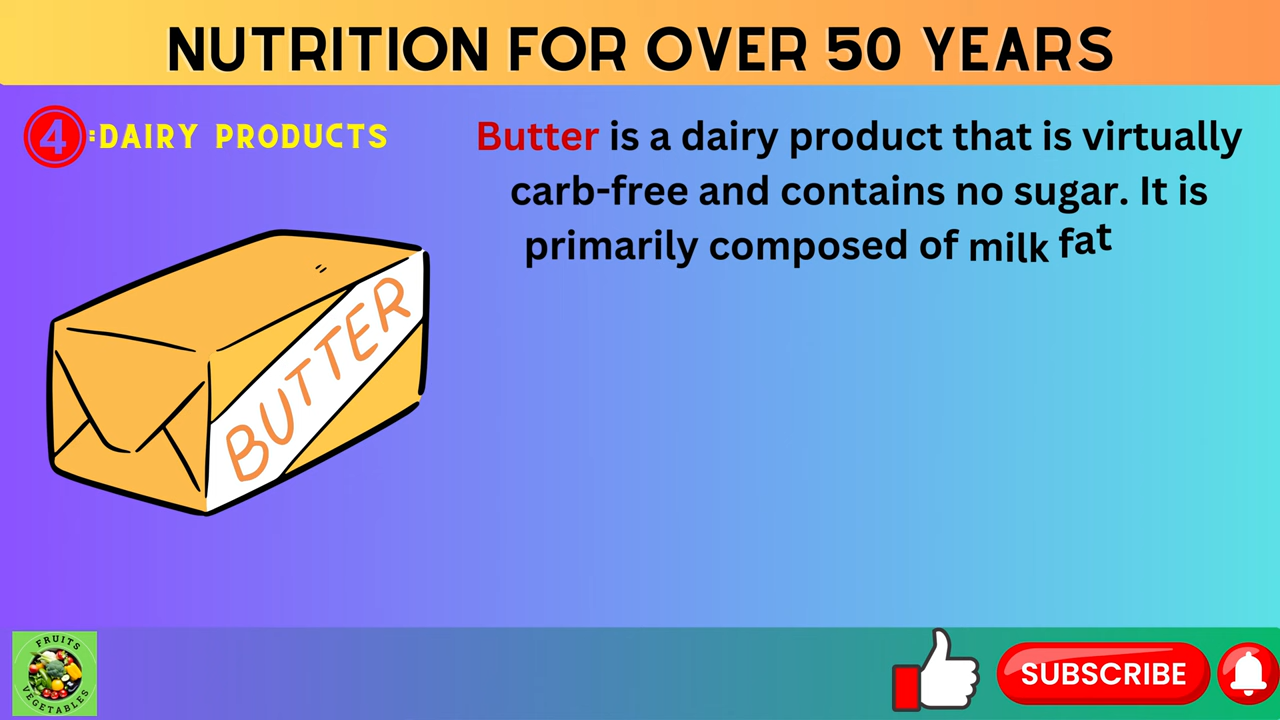 NUTRITION FOR OVER 50 YEARS
4 :DAIRY PRODUCTS
Butter is a dairy product that is virtually
carb-free and contains no sugar. It is
primarily composed of milk fat
BUTTER
FRUITS
VEGETABLES
SUBSCRIBE